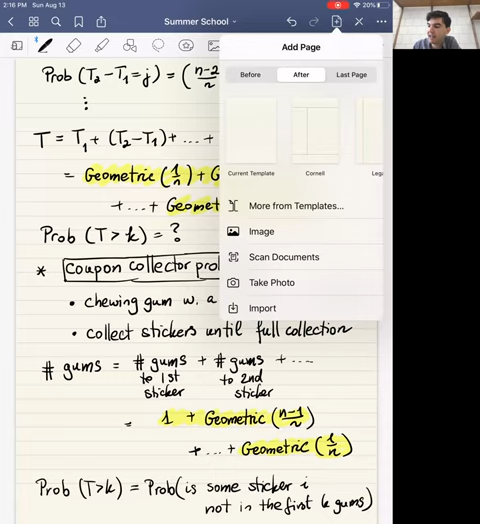 2:16 PM Sun Aug 13
20%
Summer School
Add Page
Before After Last Page
Current Template Cornell
More from Templates...
Image
Scan Documents
Take Photo
Import
Prob (T₂-T₁=j) = (n-2/n
⋮
T = T₁ + (T₂-T₁) + ... +
= Geometric (1/n) + G
+ ... + Geomet
Prob (T>k) = ?
* Coupon collector pro
• chewing gum w. a
• collect stickers until full collection
# gums = # gums to 1st sticker + # gums to 2nd sticker + ...
= 1 + Geometric (n-1/n)
+ ... + Geometric (1/n)
Prob (T>k) = Prob(is some sticker i
not in the first k gums)